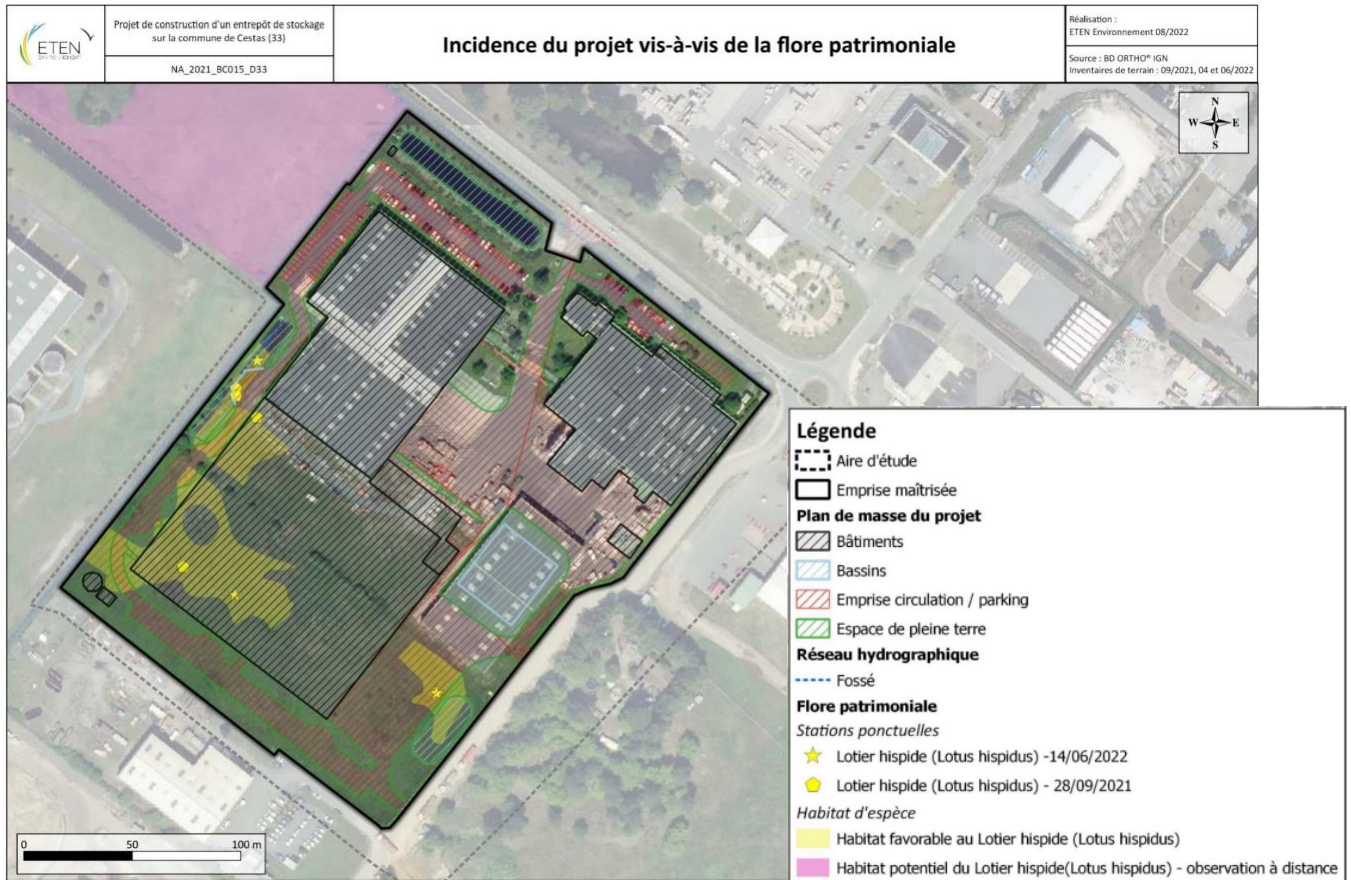 ETEN
Projet de construction d'un entrepôt de stockage
sur la commune de Cestas (33)
NA_2021_BC015_D33
Incidence du projet vis-à-vis de la flore patrimoniale
Réalisation :
ETEN Environnement 08/2022
Source : BD ORTHO® IGN
Inventaires de terrain : 09/2021, 04 et 06/2022
N
W E
S
Légende
Aire d'étude
Emprise maîtrisée
Plan de masse du projet
Bâtiments
Bassins
Emprise circulation / parking
Espace de pleine terre
Réseau hydrographique
Fossé
Flore patrimoniale
Stations ponctuelles
Lotier hispide (Lotus hispidus) -14/06/2022
Lotier hispide (Lotus hispidus) - 28/09/2021
Habitat d'espèce
Habitat favorable au Lotier hispide (Lotus hispidus)
Habitat potentiel du Lotier hispide(Lotus hispidus) - observation à distance
0 50 100 m